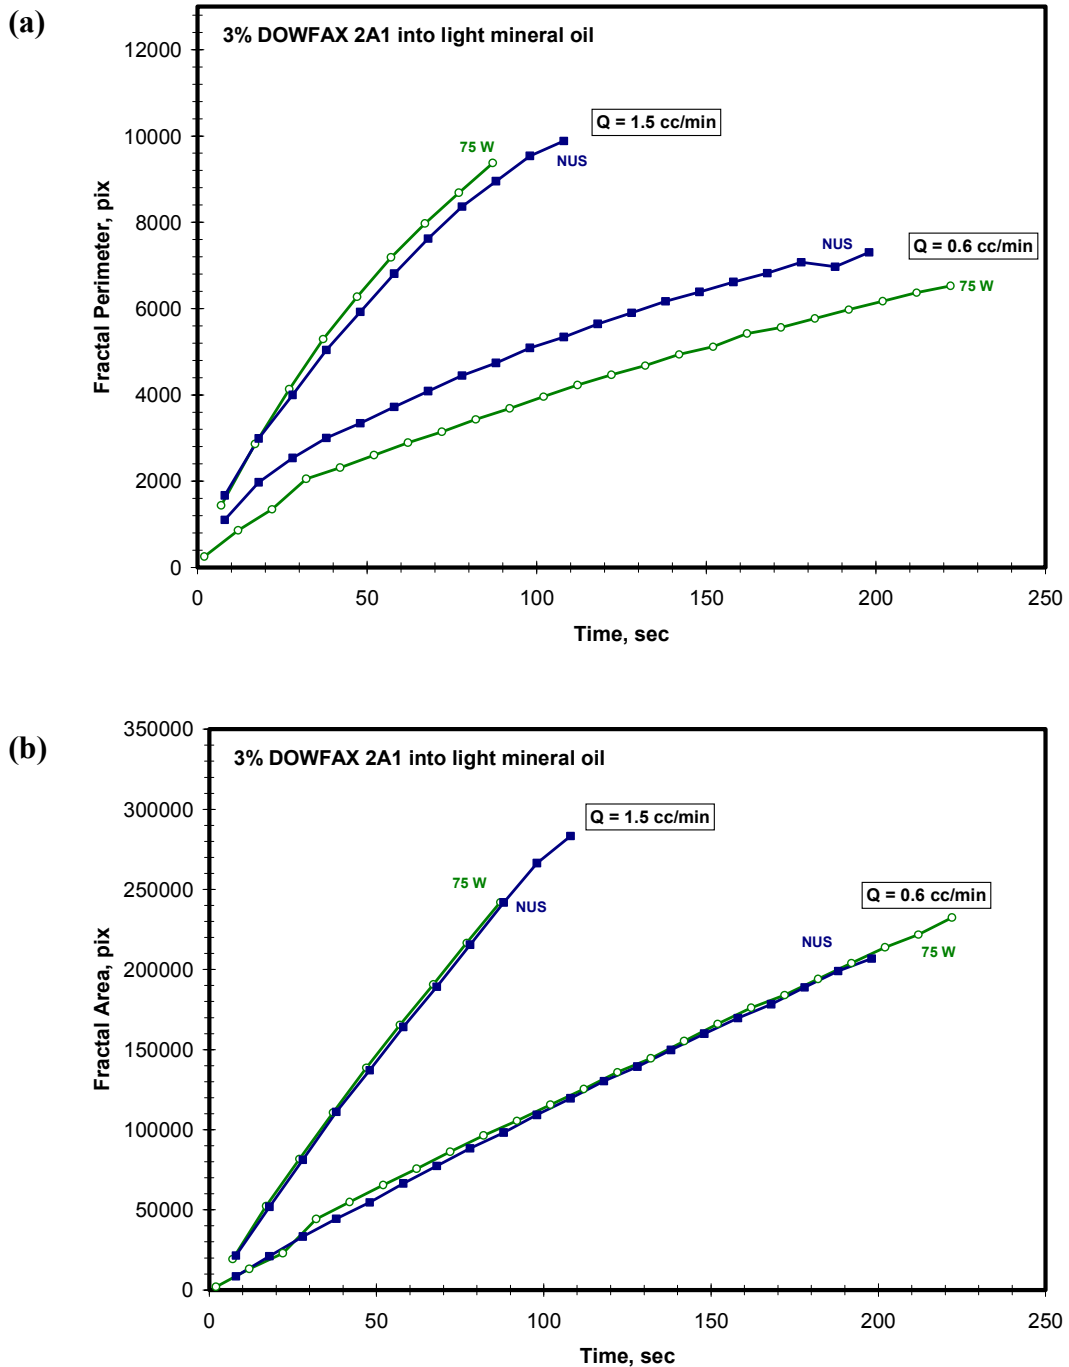 (a)
3% DOWFAX 2A1 into light mineral oil
12000
10000
8000
6000
4000
2000
0
Fractal Perimeter, pix
75 W
Q = 1.5 cc/min
NUS
NUS
Q = 0.6 cc/min
75 W
0 50 100 150 200 250
Time, sec
(b)
3% DOWFAX 2A1 into light mineral oil
350000
300000
250000
200000
150000
100000
50000
0
Fractal Area, pix
Q = 1.5 cc/min
75 W
NUS
Q = 0.6 cc/min
NUS
75 W
0 50 100 150 200 250
Time, sec